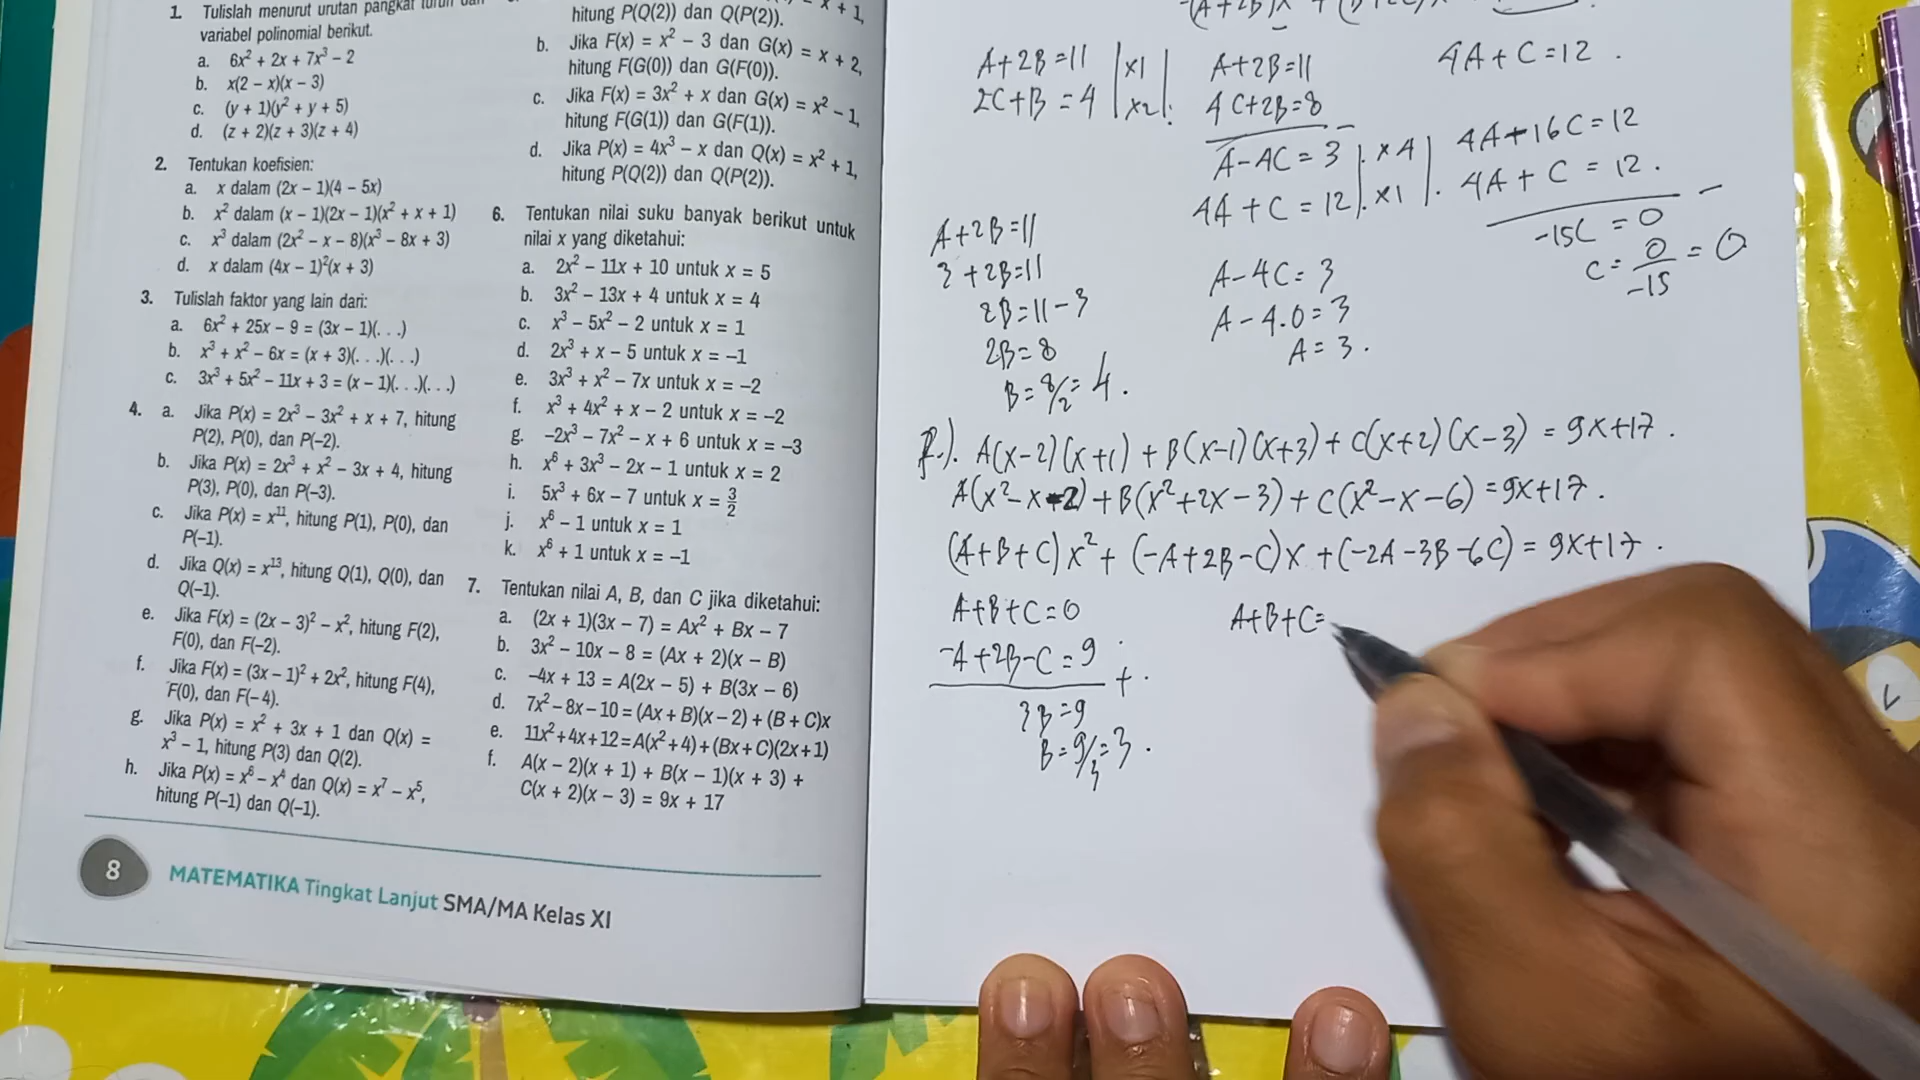 1. Tulislah menurut urutan pangkat turun dari
variabel polinomial berikut.
a. 6x² + 2x + 7x³ – 2
b. x(2 – x)(x – 3)
c. (y + 1)(y² + y + 5)
d. (z + 2)(z + 3)(z + 4)
2. Tentukan koefisien:
a. x dalam (2x – 1)(4 – 5x)
b. x² dalam (x – 1)(2x – 1)(x² + x + 1)
c. x³ dalam (2x² – x – 8)(x³ – 8x + 3)
d. x dalam (4x – 1)²(x + 3)
3. Tulislah faktor yang lain dari:
a. 6x² + 25x – 9 = (3x – 1)(. . .)
b. x³ + x² – 6x = (x + 3)(. . .)(. . .)
c. 3x³ + 5x² – 11x + 3 = (x – 1)(. . .)(. . .)
4. a. Jika P(x) = 2x³ – 3x² + x + 7, hitung
P(2), P(0), dan P(–2).
b. Jika P(x) = 2x³ + x² – 3x + 4, hitung
P(3), P(0), dan P(–3).
c. Jika P(x) = x¹¹, hitung P(1), P(0), dan
P(–1).
d. Jika Q(x) = x¹³, hitung Q(1), Q(0), dan
Q(–1).
e. Jika F(x) = (2x – 3)² – x², hitung F(2),
F(0), dan F(–2).
f. Jika F(x) = (3x – 1)² + 2x², hitung F(4),
F(0), dan F(–4).
g. Jika P(x) = x² + 3x + 1 dan Q(x) =
x³ – 1, hitung P(3) dan Q(2).
h. Jika P(x) = x⁶ – x⁴ dan Q(x) = x⁷ – x⁵,
hitung P(–1) dan Q(–1).
– x + 1,
hitung P(Q(2)) dan Q(P(2)).
b. Jika F(x) = x² – 3 dan G(x) = x + 2,
hitung F(G(0)) dan G(F(0)).
c. Jika F(x) = 3x² + x dan G(x) = x² – 1,
hitung F(G(1)) dan G(F(1)).
d. Jika P(x) = 4x³ – x dan Q(x) = x² + 1,
hitung P(Q(2)) dan Q(P(2)).
6. Tentukan nilai suku banyak berikut untuk
nilai x yang diketahui:
a. 2x² – 11x + 10 untuk x = 5
b. 3x² – 13x + 4 untuk x = 4
c. x³ – 5x² – 2 untuk x = 1
d. 2x³ + x – 5 untuk x = –1
e. 3x³ + x² – 7x untuk x = –2
f. x³ + 4x² + x – 2 untuk x = –2
g. –2x³ – 7x² – x + 6 untuk x = –3
h. x⁶ + 3x³ – 2x – 1 untuk x = 2
i. 5x³ + 6x – 7 untuk x = 3/2
j. x⁶ – 1 untuk x = 1
k. x⁶ + 1 untuk x = –1
7. Tentukan nilai A, B, dan C jika diketahui:
a. (2x + 1)(3x – 7) = Ax² + Bx – 7
b. 3x² – 10x – 8 = (Ax + 2)(x – B)
c. –4x + 13 = A(2x – 5) + B(3x – 6)
d. 7x² – 8x – 10 = (Ax + B)(x – 2) + (B + C)x
e. 11x² + 4x + 12 = A(x² + 4) + (Bx + C)(2x + 1)
f. A(x – 2)(x + 1) + B(x – 1)(x + 3) +
C(x + 2)(x – 3) = 9x + 17
8 MATEMATIKA Tingkat Lanjut SMA/MA Kelas XI
A+2B=11 | x1 |
2C+B = 4 | x2 |
A+2B=11
4C+2B=8 –
A-4C = 3 | x4 |
4A + C = 12 | x1 |
4A + C = 12 .
4A+16C=12
4A + C = 12 . –
-15C = 0
C = 0/-15 = 0
A+2B=11
3+2B=11
2B=11-3
2B=8
B=8/2=4.
A-4C=3
A-4.0=3
A=3.
f.). A(x-2)(x+1)+B(x-1)(x+3)+C(x+2)(x-3) = 9x+17 .
A(x²-x-2)+B(x²+2x-3)+C(x²-x-6)=9x+17 .
(A+B+C)x²+(-A+2B-C)x+(-2A-3B-6C)=9x+17 .
A+B+C=0
-A+2B-C=9 + .
3B=9
B=9/3=3 .
A+B+C=